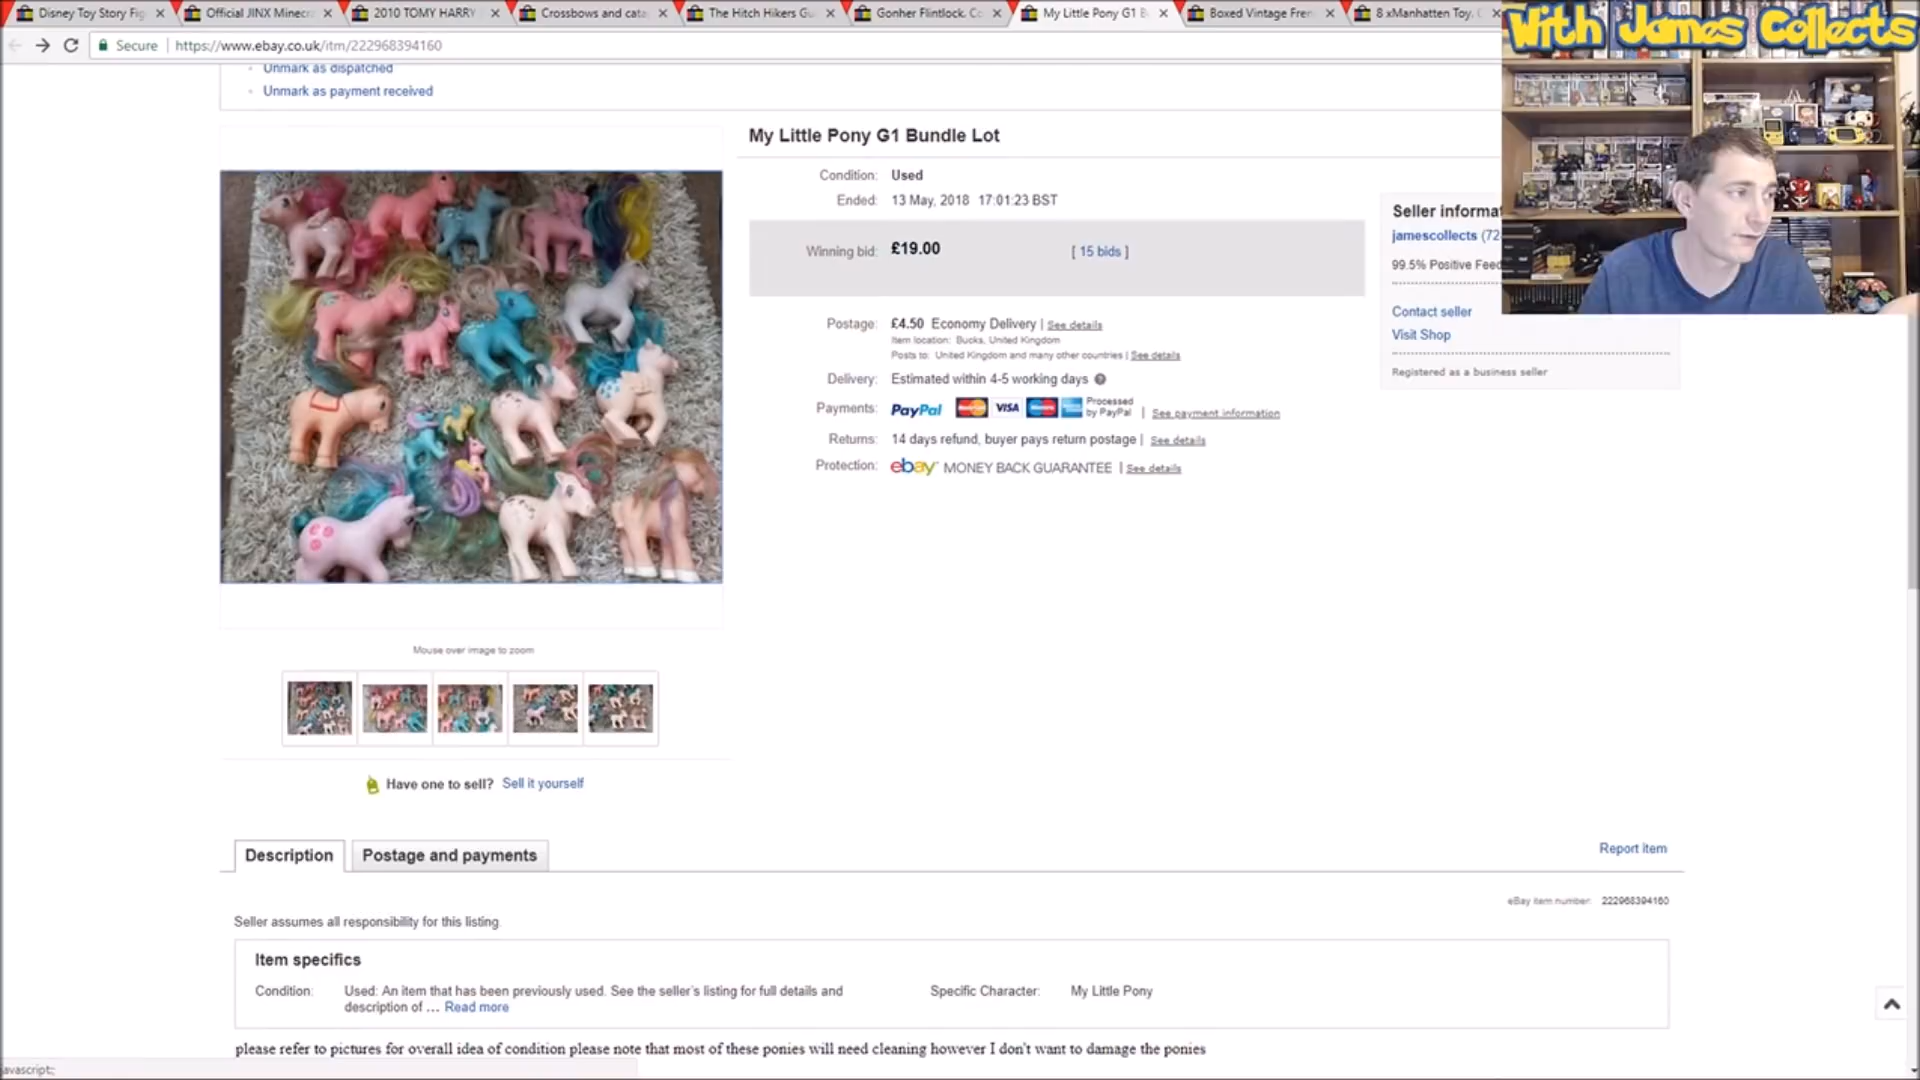 Disney Toy Story Fig
Official JINX Minecr
2010 TOMY HARRY
Crossbows and cata
The Hitch Hikers Gu
Gonher Flintlock. Co
My Little Pony G1 B
Boxed Vintage Fren
8 xManhatten Toy.
With James Collects
Secure
https://www.ebay.co.uk/itm/222968394160
Unmark as dispatched
Unmark as payment received
My Little Pony G1 Bundle Lot
Condition: Used
Ended: 13 May, 2018 17:01:23 BST
Winning bid: £19.00 [ 15 bids ]
Seller informat
jamescollects (72
99.5% Positive Feed
Contact seller
Visit Shop
Registered as a business seller
Postage: £4.50 Economy Delivery | See details
Item location: Bucks, United Kingdom
Posts to: United Kingdom and many other countries | See details
Delivery: Estimated within 4-5 working days
Payments: PayPal VISA Processed by PayPal | See payment information
Returns: 14 days refund, buyer pays return postage | See details
Protection: ebay MONEY BACK GUARANTEE | See details
Mouse over image to zoom
Have one to sell? Sell it yourself
Description
Postage and payments
Report item
eBay item number: 222968394160
Seller assumes all responsibility for this listing.
Item specifics
Condition: Used: An item that has been previously used. See the seller's listing for full details and
description of ... Read more
Specific Character: My Little Pony
please refer to pictures for overall idea of condition please note that most of these ponies will need cleaning however I don't want to damage the ponies
avascript:;